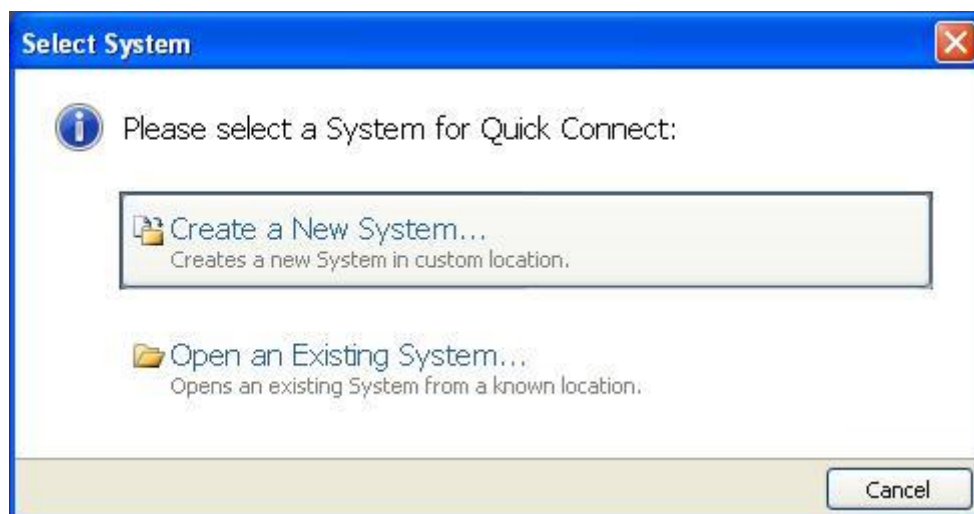 Select System
Please select a System for Quick Connect:
Create a New System...
Creates a new System in custom location.
Open an Existing System...
Opens an existing System from a known location.
Cancel